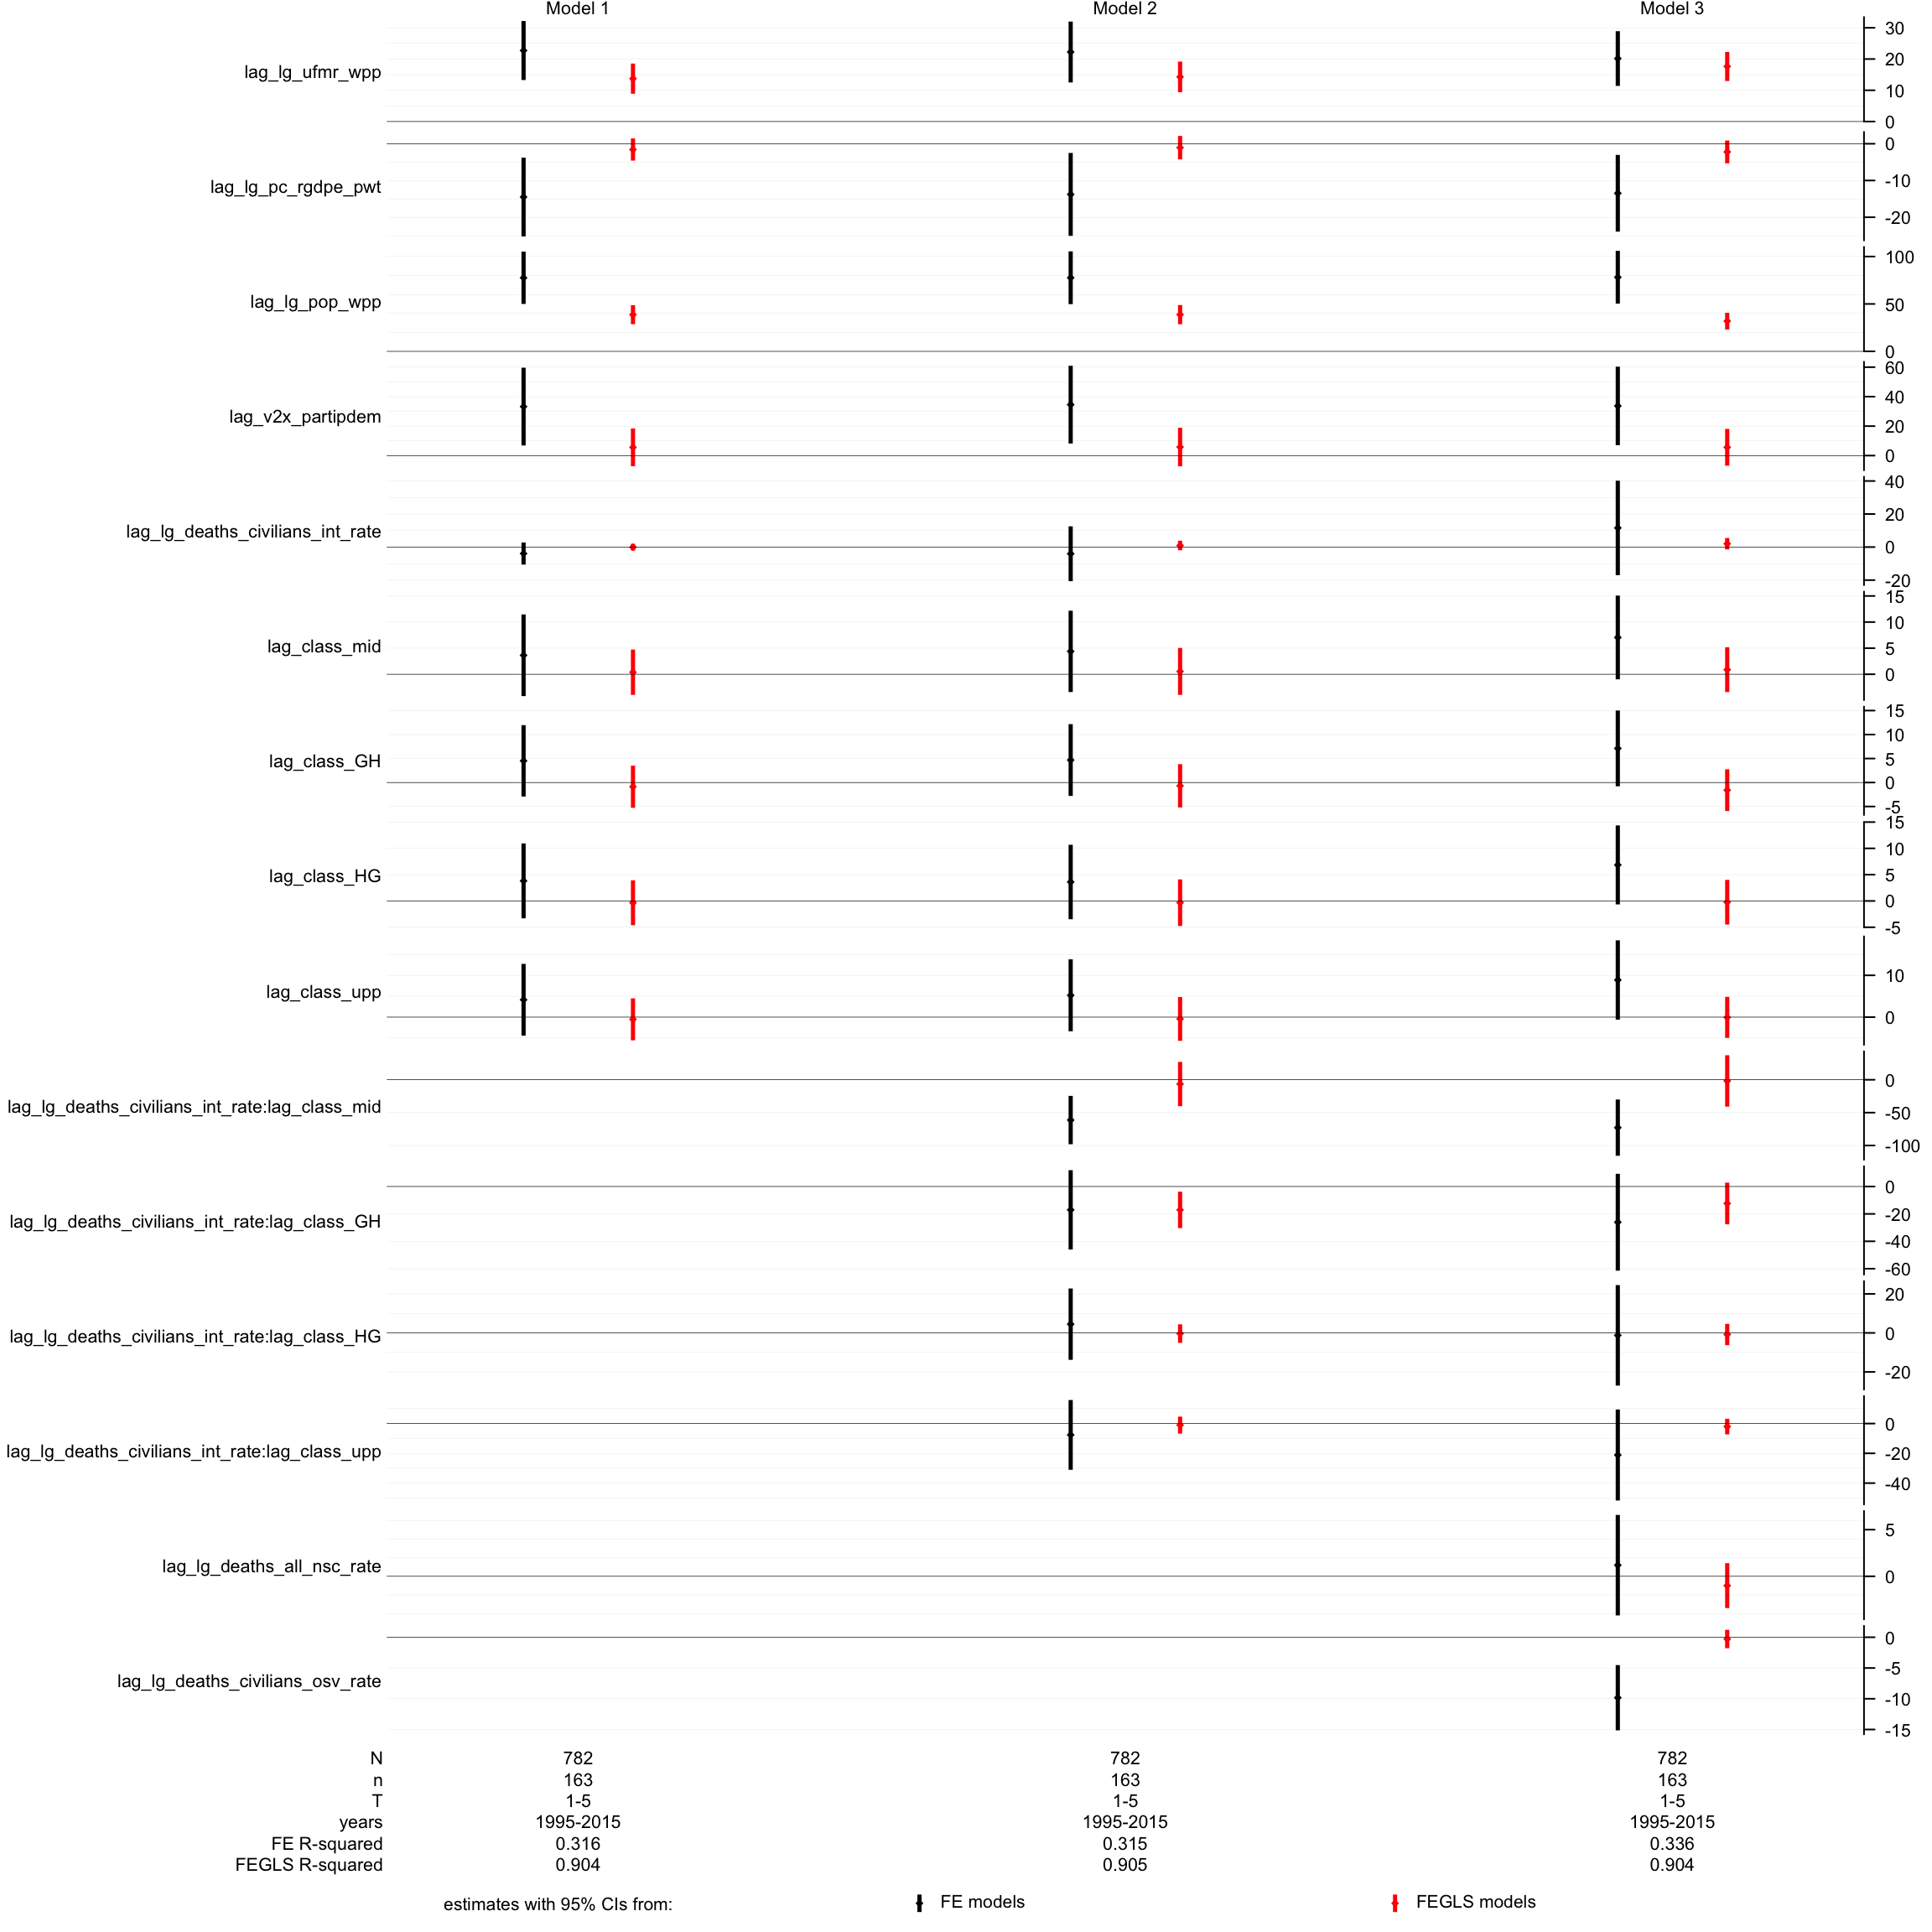 Model 1 Model 2 Model 3
lag_lg_ufmr_wpp
30
20
10
0
lag_lg_pc_rgdpe_pwt
0
-10
-20
lag_lg_pop_wpp
100
50
0
lag_v2x_partipdem
60
40
20
0
lag_lg_deaths_civilians_int_rate
40
20
0
-20
lag_class_mid
15
10
5
0
lag_class_GH
15
10
5
0
-5
lag_class_HG
15
10
5
0
-5
lag_class_upp
10
0
lag_lg_deaths_civilians_int_rate:lag_class_mid
0
-50
-100
lag_lg_deaths_civilians_int_rate:lag_class_GH
0
-20
-40
-60
lag_lg_deaths_civilians_int_rate:lag_class_HG
20
0
-20
lag_lg_deaths_civilians_int_rate:lag_class_upp
0
-20
-40
lag_lg_deaths_all_nsc_rate
5
0
lag_lg_deaths_civilians_osv_rate
0
-5
-10
-15
N 782 782 782
n 163 163 163
T 1-5 1-5 1-5
years 1995-2015 1995-2015 1995-2015
FE R-squared 0.316 0.315 0.336
FEGLS R-squared 0.904 0.905 0.904
estimates with 95% CIs from: FE models FEGLS models